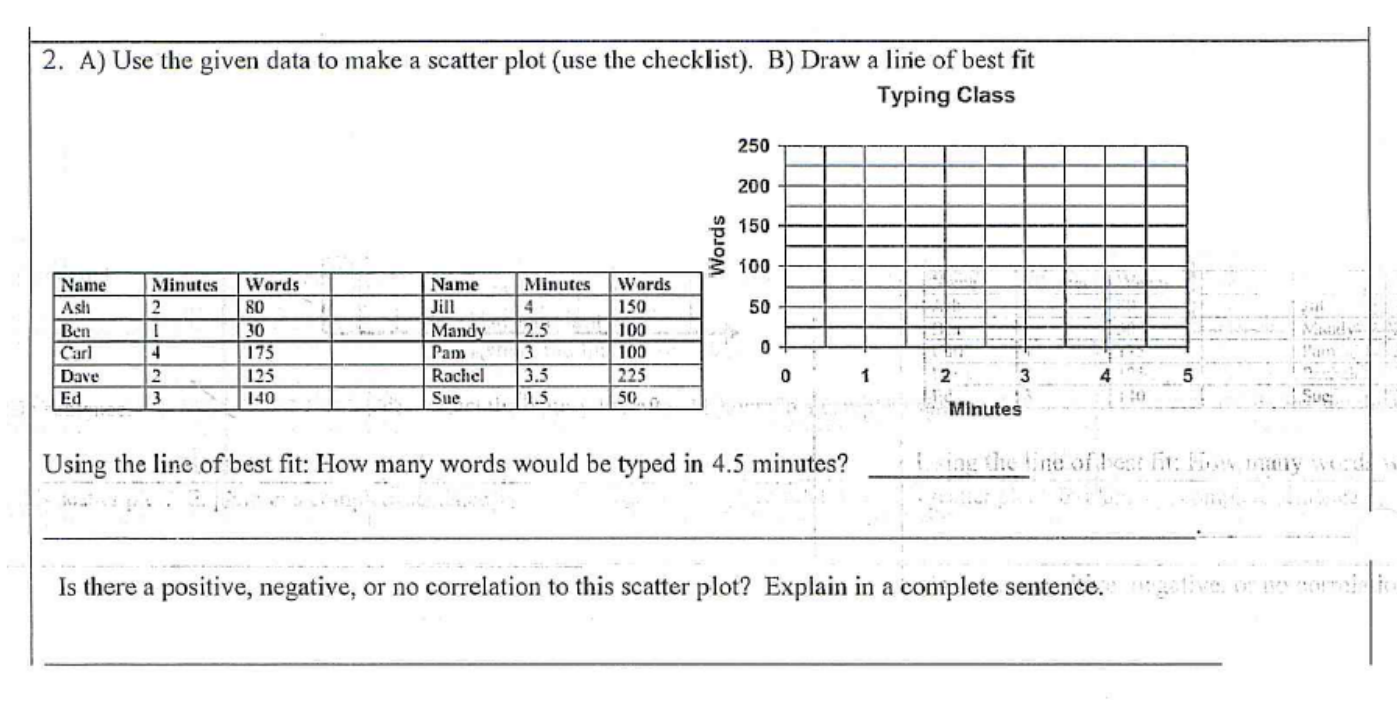 2. A) Use the given data to make a scatter plot (use the checklist). B) Draw a line of best fit
Typing Class
250
200
150
100
50
0
Words
0 1 2 3 4 5
Minutes
Name Minutes Words Name Minutes Words
Ash 2 80 Jill 4 150
Ben 1 30 Mandy 2.5 100
Carl 4 175 Pam 3 100
Dave 2 125 Rachel 3.5 225
Ed 3 140 Sue 1.5 50
Using the line of best fit: How many words would be typed in 4.5 minutes?
Is there a positive, negative, or no correlation to this scatter plot? Explain in a complete sentence.